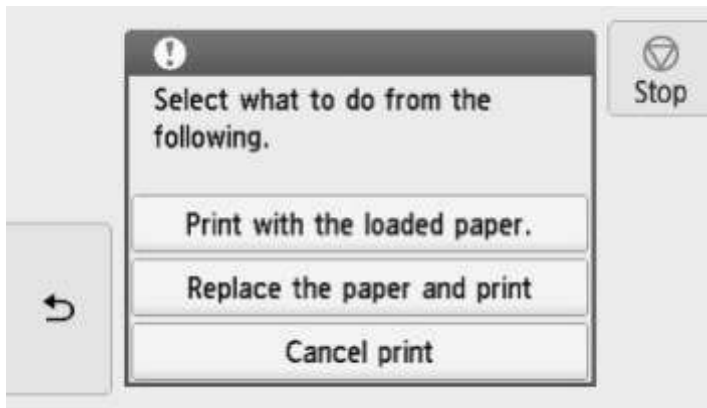 Select what to do from the
following.
Stop
Print with the loaded paper.
Replace the paper and print
Cancel print